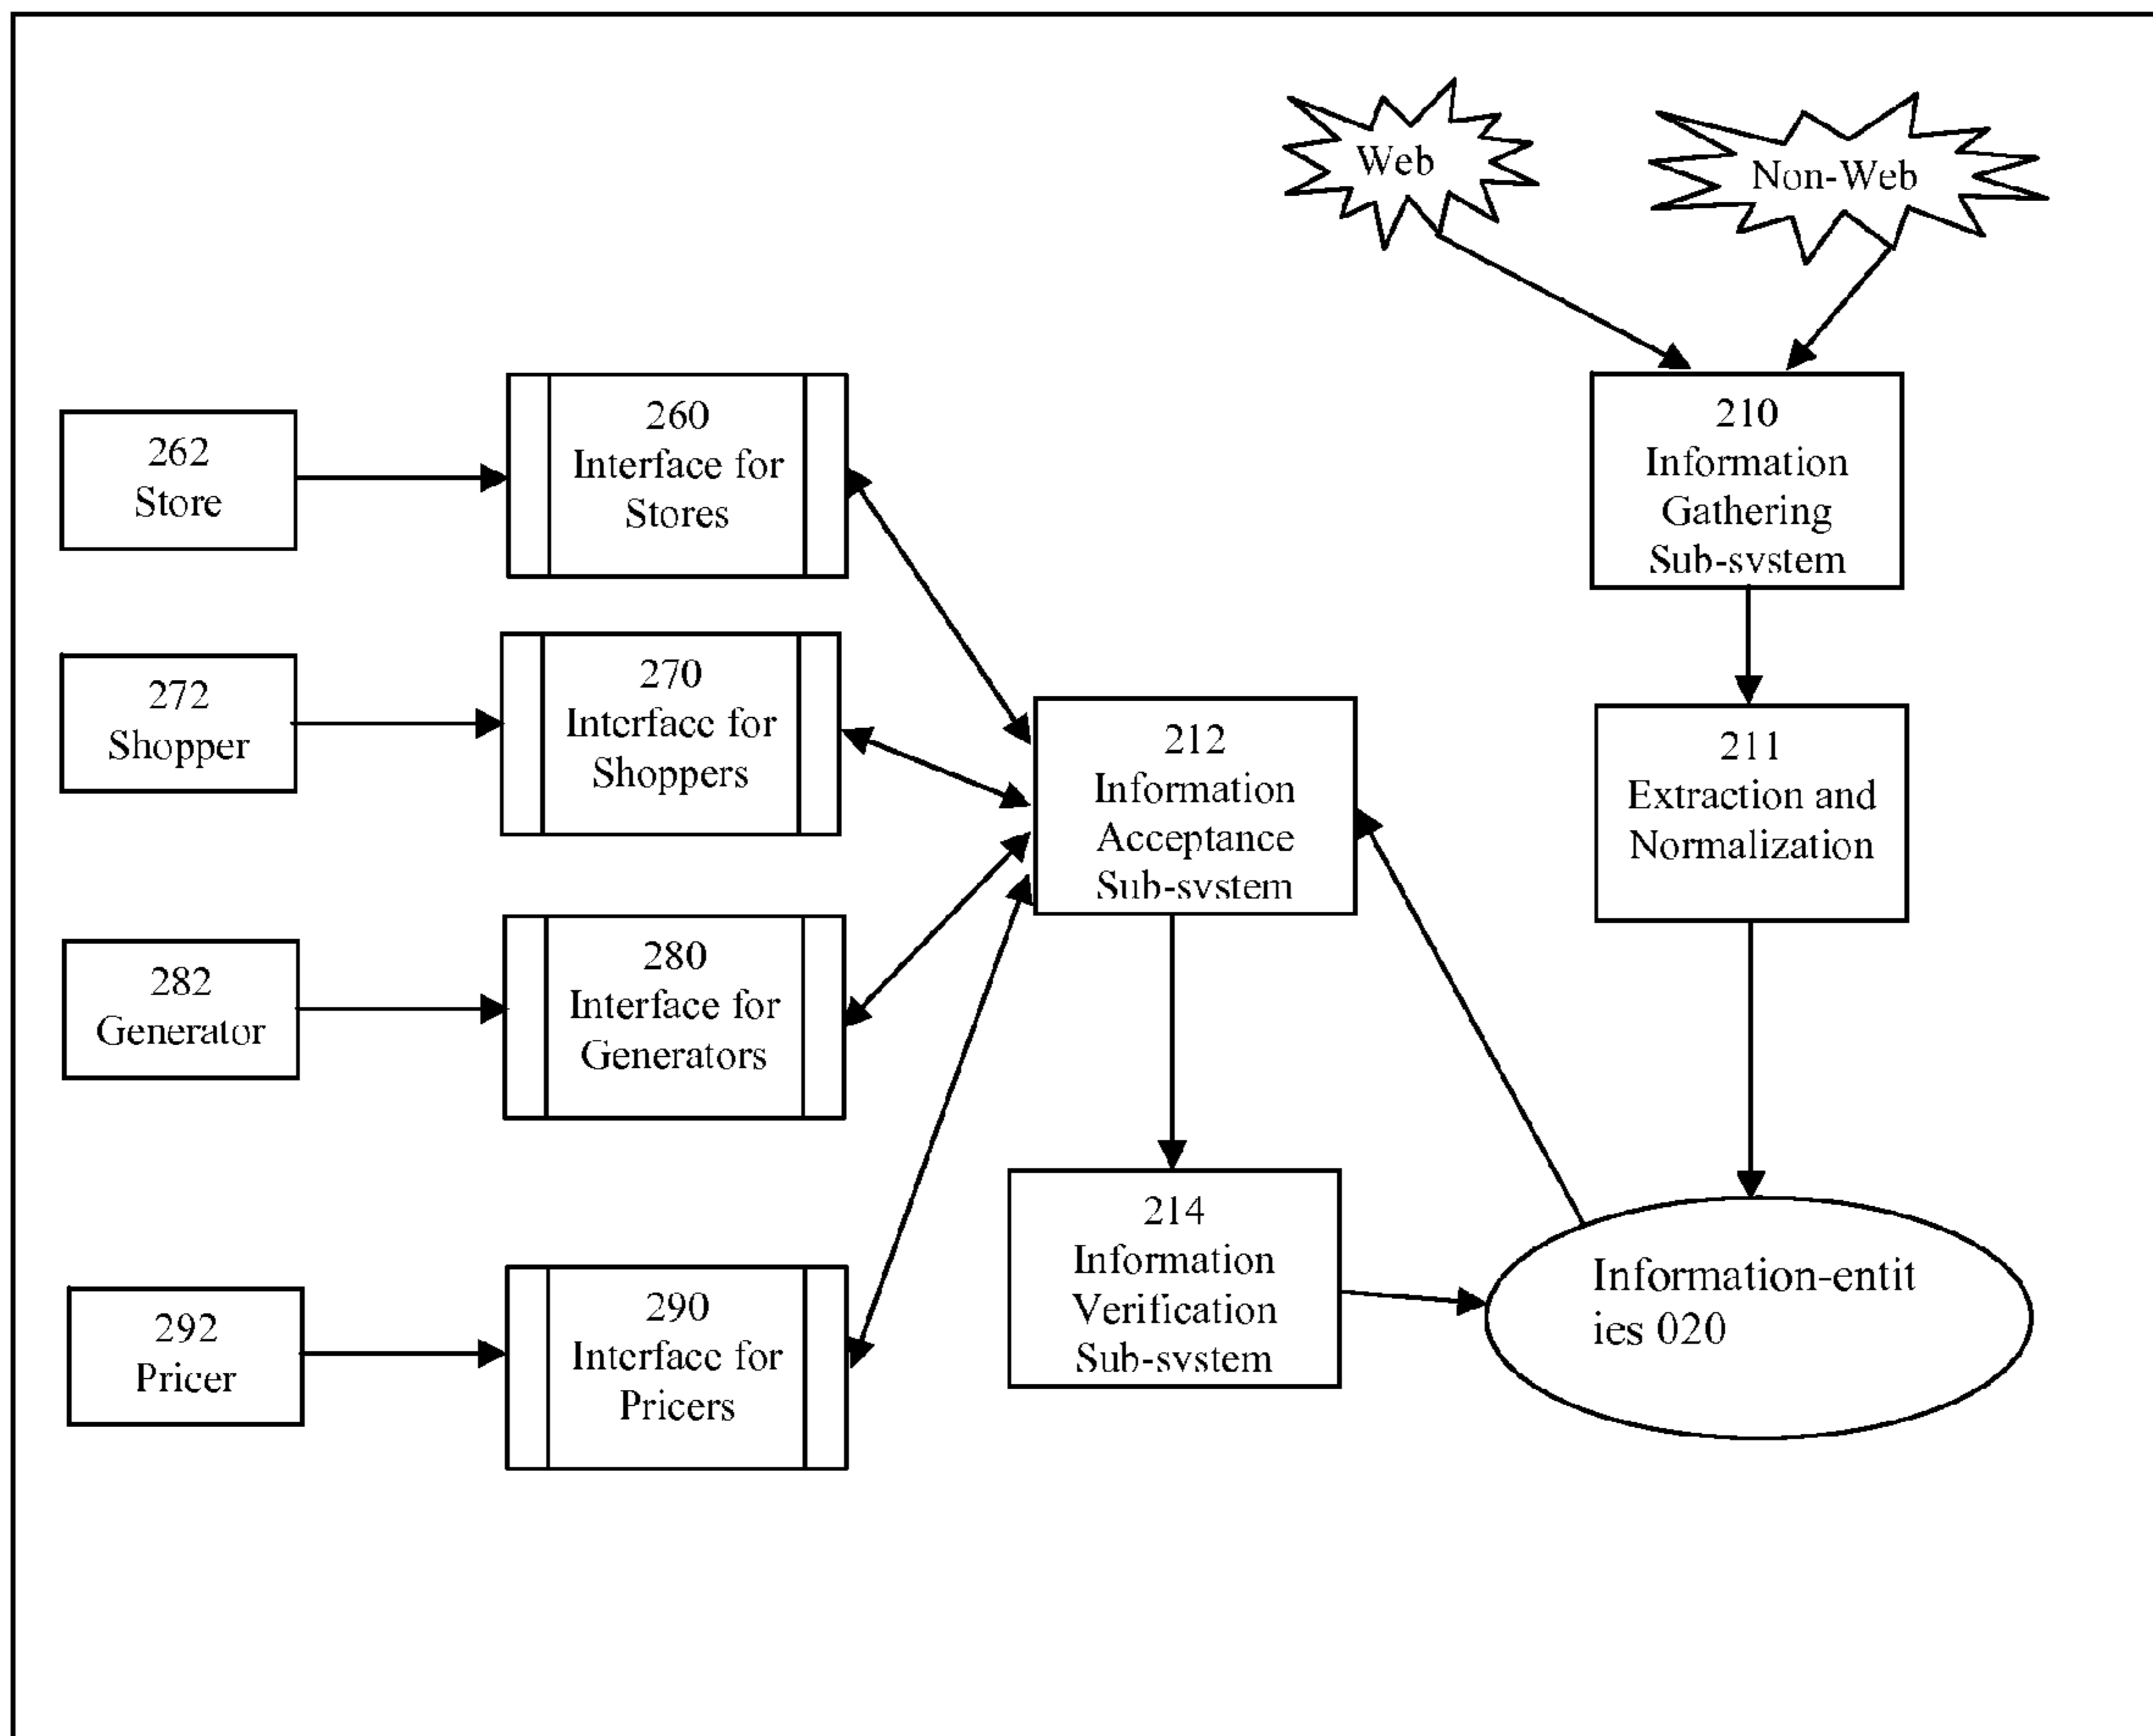 Web
Non-Web
260
Interface for
Stores
210
Information
Gathering
Sub-system
262
Store
270
Interface for
Shoppers
272
Shopper
212
Information
Acceptance
Sub-system
211
Extraction and
Normalization
280
Interface for
Generators
282
Generator
214
Information
Verification
Sub-system
Information-entit
ies 020
290
Interface for
Pricers
292
Pricer